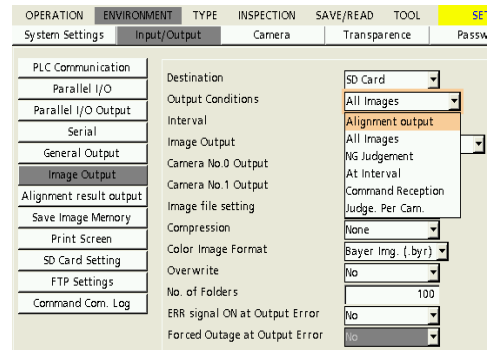 OPERATION ENVIRONMENT TYPE INSPECTION SAVE/READ TOOL SET
System Settings Input/Output Camera Transparence Passw
PLC Communication
Parallel I/O
Parallel I/O Output
Serial
General Output
Image Output
Alignment result output
Save Image Memory
Print Screen
SD Card Setting
FTP Settings
Command Com. Log
Destination SD Card
Output Conditions All Images
Interval Alignment output
Image Output All Images
Camera No.0 Output NG Judgement
Camera No.1 Output At Interval
Image file Command Reception
setting Judge. Per Cam.
Compression None
Color Image Format Bayer Img. (.byr)
Overwrite No
No. of Folders 100
ERR signal ON at Output Error No
Forced Outage at Output Error No